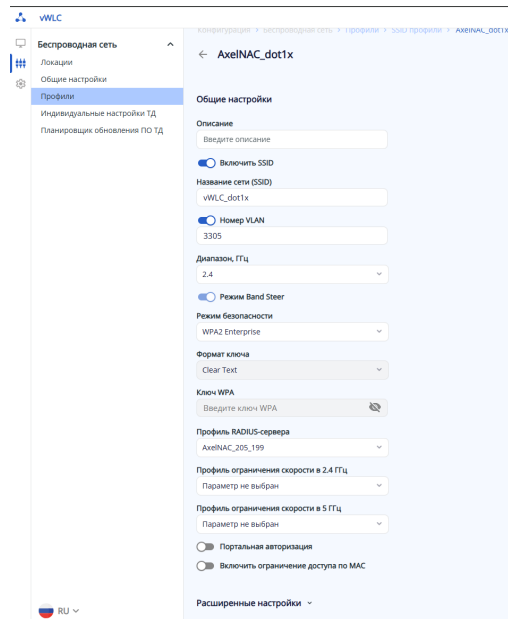 vWLC
Конфигурации > Беспроводная сеть > Профили > SSID профили > AxelNAC_dot1x
Беспроводная сеть
Локации
Общие настройки
Профили
Индивидуальные настройки ТД
Планировщик обновления ПО ТД
RU
← AxelNAC_dot1x
Общие настройки
Описание
Введите описание
Включить SSID
Название сети (SSID)
vWLC_dot1x
Номер VLAN
3305
Диапазон, ГГц
2.4
Режим Band Steer
Режим безопасности
WPA2 Enterprise
Формат ключа
Clear Text
Ключ WPA
Введите ключ WPA
Профиль RADIUS-сервера
AxelNAC_205_199
Профиль ограничения скорости в 2.4 ГГц
Параметр не выбран
Профиль ограничения скорости в 5 ГГц
Параметр не выбран
Портальная авторизация
Включить ограничение доступа по MAC
Расширенные настройки